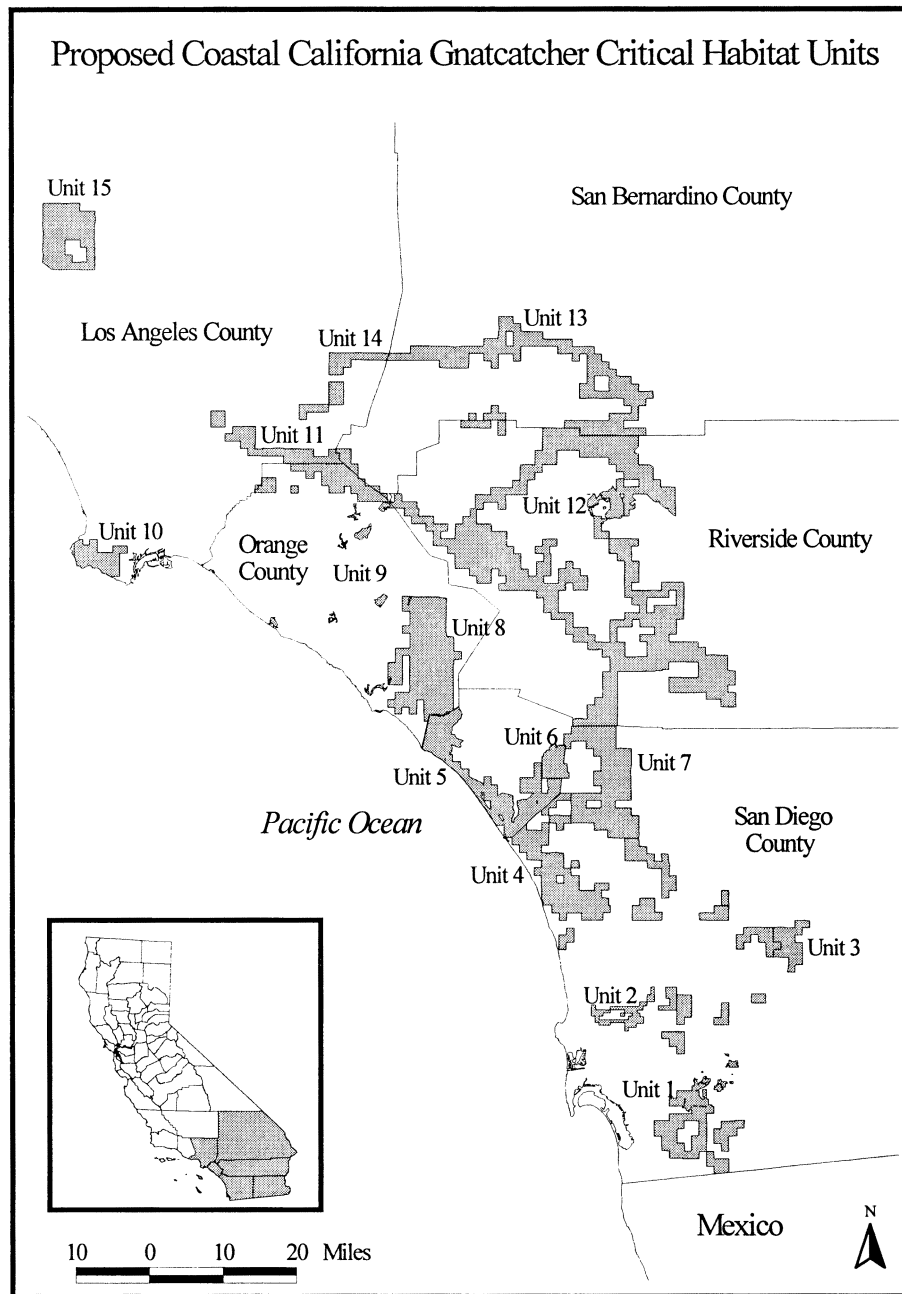 Proposed Coastal California Gnatcatcher Critical Habitat Units
Unit 15
San Bernardino County
Unit 13
Los Angeles County
Unit 14
Unit 11
Unit 12
Unit 10
Orange
County
Riverside County
Unit 9
Unit 8
Unit 6
Unit 7
Unit 5
Pacific Ocean
San Diego
County
Unit 4
Unit 3
Unit 2
Unit 1
Mexico
N
10 0 10 20 Miles